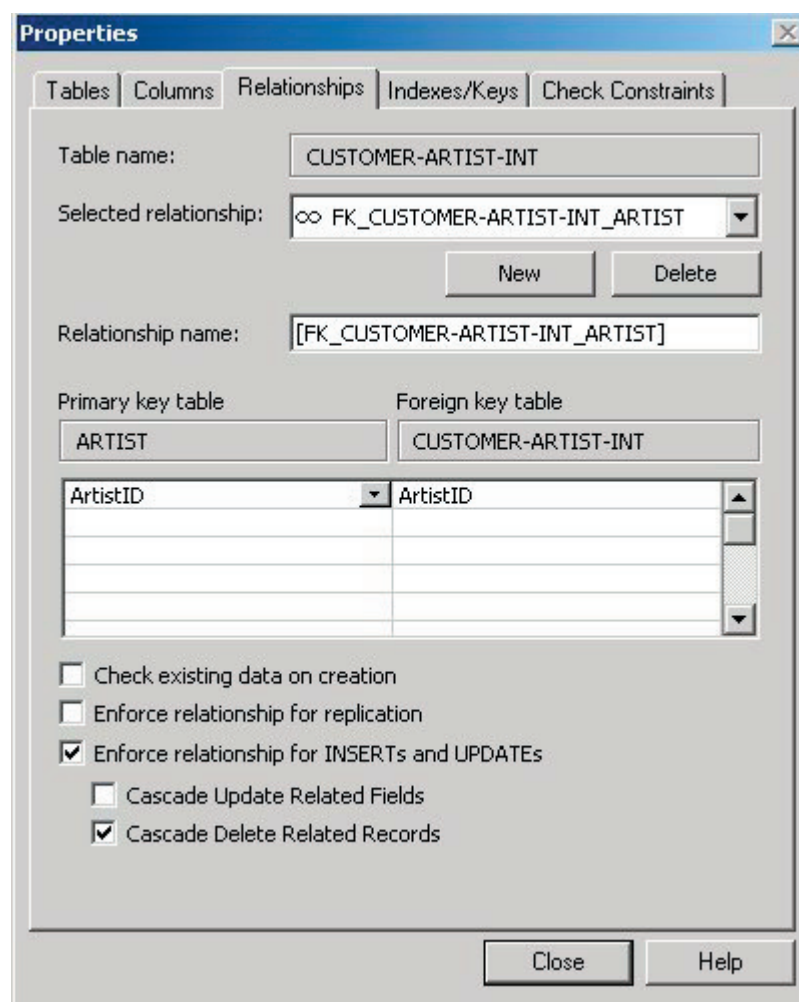 Properties
Tables Columns Relationships Indexes/Keys Check Constraints
Table name: CUSTOMER-ARTIST-INT
Selected relationship: ∞ FK_CUSTOMER-ARTIST-INT_ARTIST
New Delete
Relationship name: [FK_CUSTOMER-ARTIST-INT_ARTIST]
Primary key table Foreign key table
ARTIST CUSTOMER-ARTIST-INT
ArtistID ArtistID
Check existing data on creation
Enforce relationship for replication
Enforce relationship for INSERTs and UPDATEs
Cascade Update Related Fields
Cascade Delete Related Records
Close Help